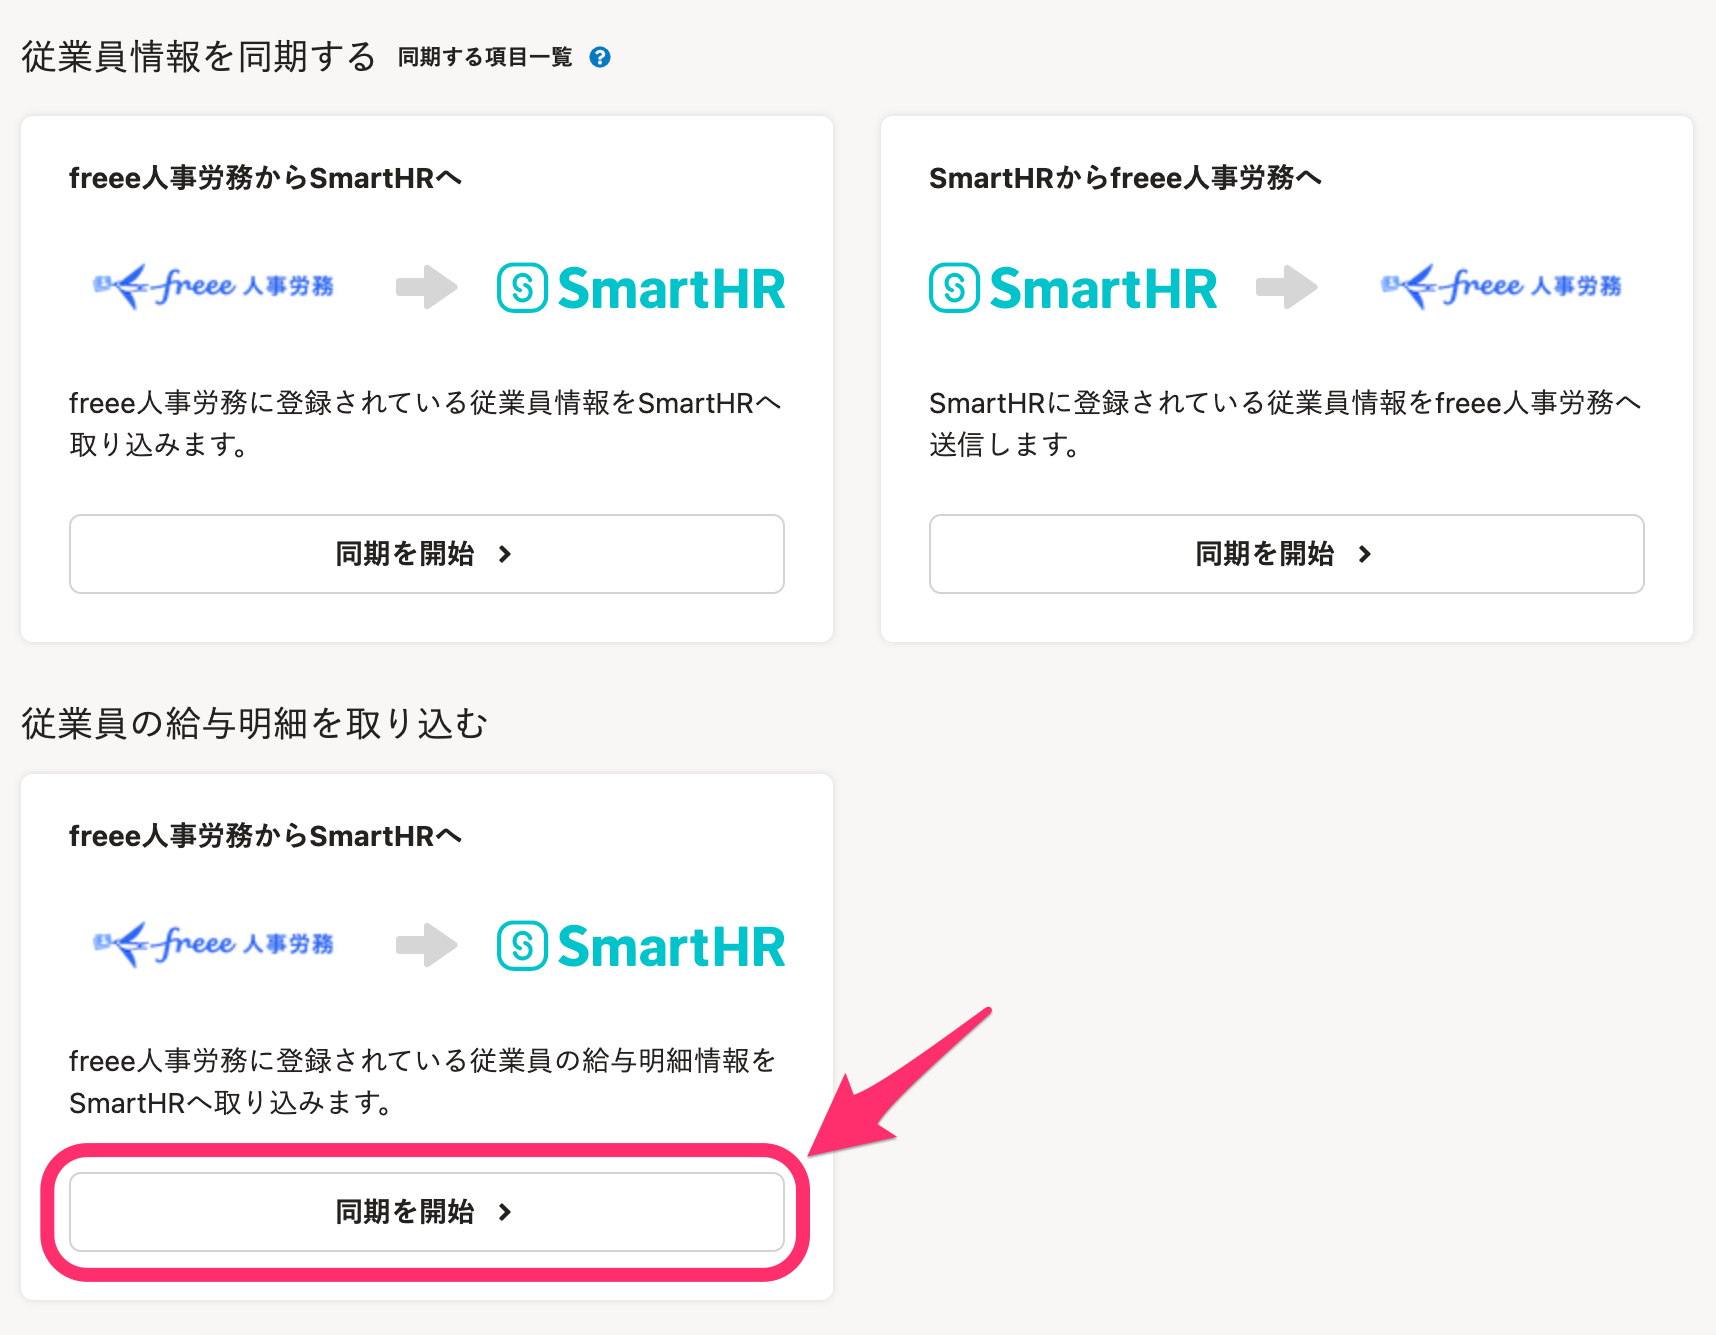 従業員情報を同期する 同期する項目一覧 ?
freee人事労務からSmartHRへ
freee 人事労務 SmartHR
freee人事労務に登録されている従業員情報をSmartHRへ
取り込みます。
同期を開始
SmartHRからfreee人事労務へ
SmartHR freee 人事労務
SmartHRに登録されている従業員情報をfreee人事労務へ
送信します。
同期を開始
従業員の給与明細を取り込む
freee人事労務からSmartHRへ
freee 人事労務 SmartHR
freee人事労務に登録されている従業員の給与明細情報を
SmartHRへ取り込みます。
同期を開始